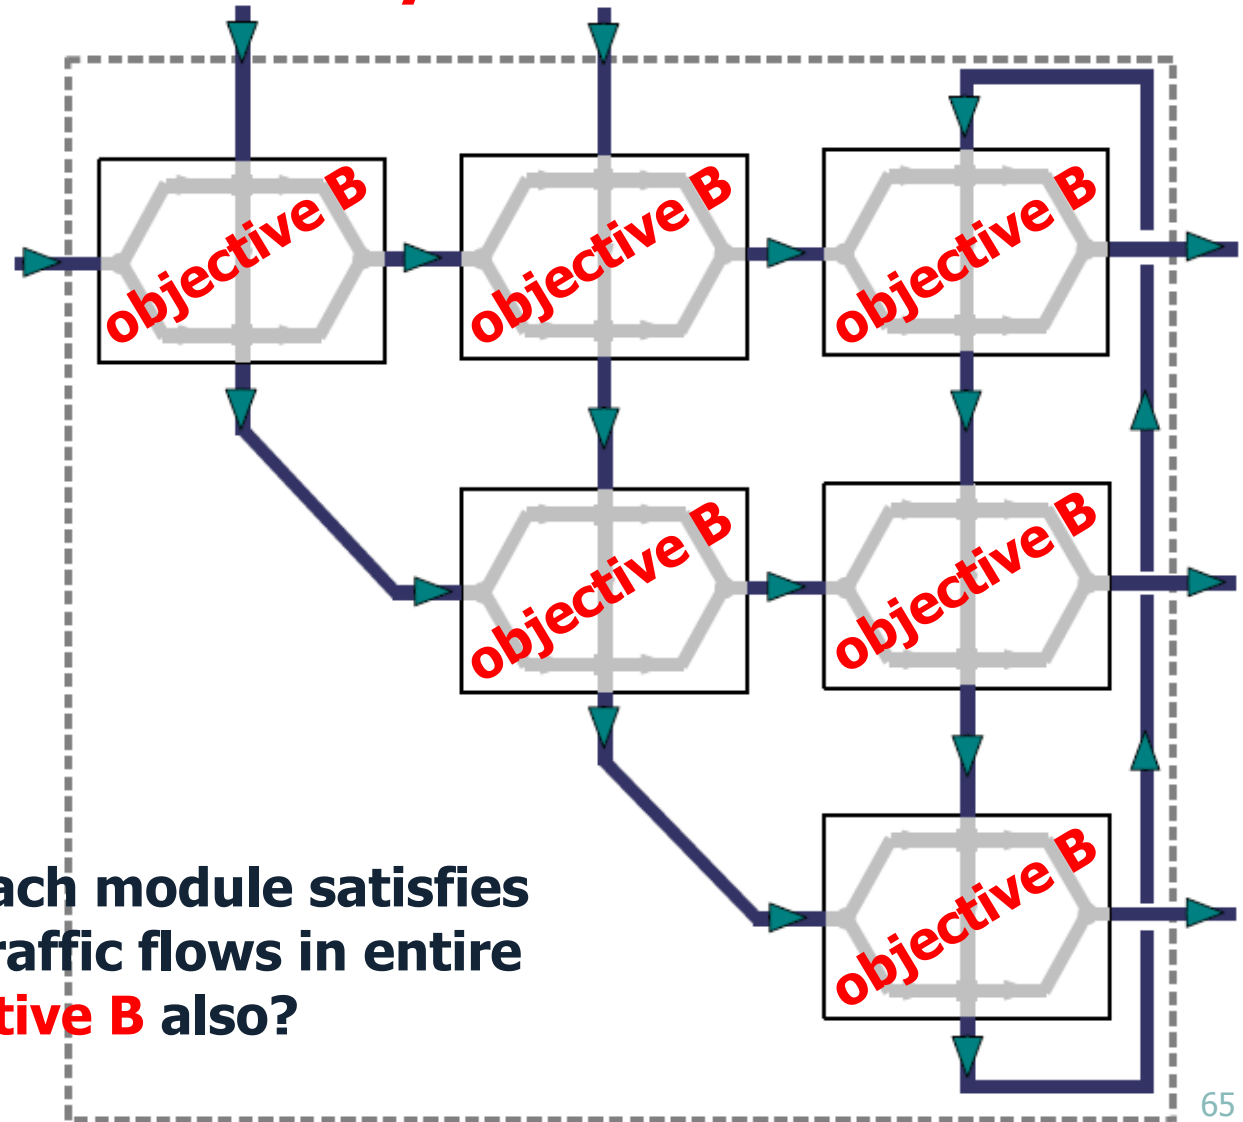 objective B objective B objective B
objective B objective B
objective B
ach module satisfies
raffic flows in entire
tive B also?
65